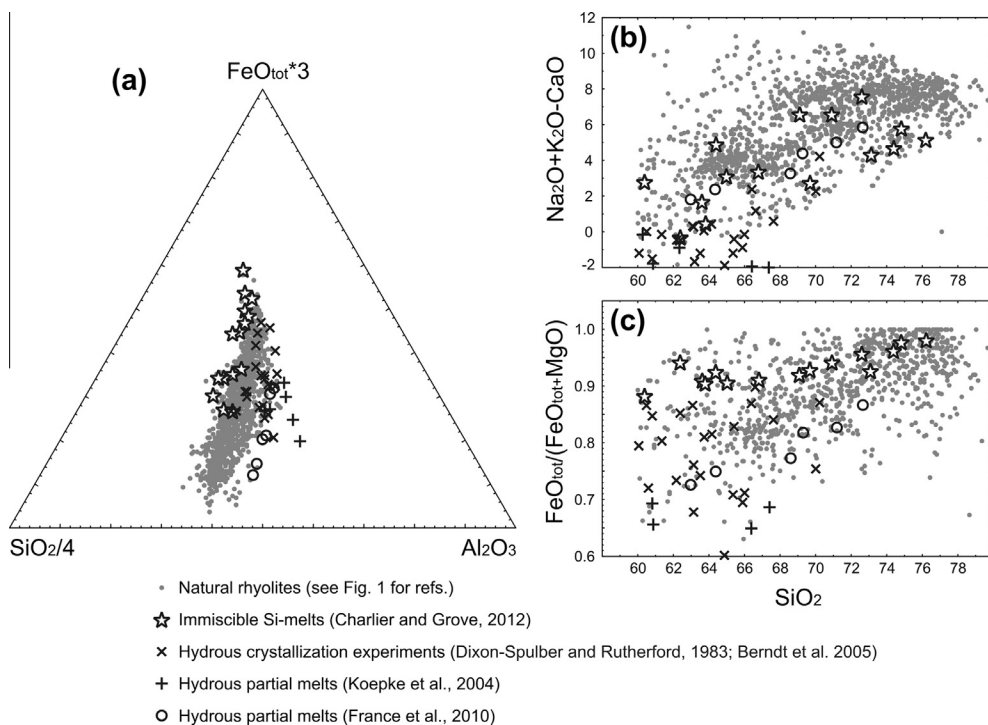 (a)
FeOtot*3
SiO2/4
Al2O3
(b)
Na2O+K2O-CaO
12
10
8
6
4
2
0
-2
60 62 64 66 68 70 72 74 76 78
(c)
FeOtot/(FeOtot+MgO)
1.0
0.9
0.8
0.7
0.6
60 62 64 66 68 70 72 74 76 78
SiO2
Natural rhyolites (see Fig. 1 for refs.)
Immiscible Si-melts (Charlier and Grove, 2012)
Hydrous crystallization experiments (Dixon-Spulber and Rutherford, 1983; Berndt et al. 2005)
Hydrous partial melts (Koepke et al., 2004)
Hydrous partial melts (France et al., 2010)